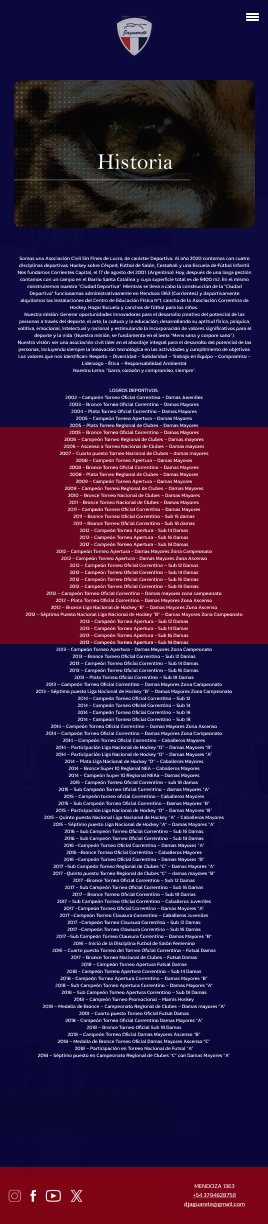 Jaguareté
Historia
Somos una Asociación Civil Sin Fines de Lucro, de carácter Deportivo. Al año 2020 contamos con cuatro
disciplinas deportivas: Hockey sobre Césped, Fútbol de Salón, Cestoball, y una Escuela de Fútbol Infantil.
Nos fundamos Corrientes Capital, el 17 de agosto del 2001 (Argentina). Hoy, después de una larga gestión
contamos con un campo en el Barrio Santa Catalina y cuya superficie total es de 9400 m2. En el mismo
construiremos nuestra "Ciudad Deportiva". Mientras se lleva a cabo la construcción de la "Ciudad
Deportiva" funcionamos administrativamente en Mendoza 1363 (Corrientes) y deportivamente
alquilamos las instalaciones del Centro de Educación Física N°1, cancha de la Asociación Correntina de
Hockey, Hogar Escuela y canchas de fútbol para los niños.
Nuestra misión: Generar oportunidades innovadoras para el desarrollo creativo del potencial de las
personas a través del deporte, el arte, la cultura y la educación; desarrollando su aptitud física, psíquica,
volitiva, emocional, intelectual y racional y estimulando la incorporación de valores significativos para el
deporte y la vida. (Nuestra misión, se fundamenta en el lema "Mens sana y corpore sano").
Nuestra visión: ser una asociación civil líder en el abordaje integral para el desarrollo del potencial de las
personas, incluyendo siempre la innovación tecnológica en las actividades y cumplimiento de objetivos.
Los valores que nos identifican: Respeto – Diversidad – Solidaridad – Trabajo en Equipo – Compromiso –
Liderazgo - Ética – Responsabilidad Ambiental
Nuestro Lema: "Garra, corazón y compromiso, siempre".
LOGROS DEPORTIVOS:
2002 – Campeón Torneo Oficial Correntino – Damas Juveniles
2003 – Bronce Torneo Oficial Correntino – Damas Mayores
2004 – Plata Torneo Oficial Correntino – Damas Mayores
2005 – Campeón Torneo Apertura – Damas Mayores
2005 – Plata Torneo Regional de Clubes – Damas Mayores
2005 – Bronce Torneo Oficial Correntino – Damas Mayores
2006 – Campeón Torneo Regional de Clubes – Damas mayores
2006 – Ascenso a Torneo Nacional de Clubes – Damas mayores
2007 – Cuarto puesto Torneo Nacional de Clubes – damas mayores
2008 – Campeón Torneo Apertura – Damas Mayores
2008 - Bronce Torneo Oficial Correntino – Damas Mayores
2008 - Plata Torneo Regional de Clubes – Damas Mayores
2009 – Campeón Torneo Apertura – Damas Mayores
2009 – Campeón Torneo Regional de Clubes – Damas Mayores
2010 – Bronce Torneo Nacional de Clubes – Damas Mayores
2011 – Bronce Torneo Nacional de Clubes – Damas Mayores
2011 – Campeón Torneo Oficial Correntino – Damas Mayores
2011 – Bronce Torneo Oficial Correntino - Sub 15 damas
2011 – Bronce Torneo Oficial Correntino – Sub 18 damas
2012 - Campeón Torneo Apertura - Sub 14 Damas
2012 - Campeón Torneo Apertura - Sub 16 Damas
2012 – Campeón Torneo Apertura – Sub 18 Damas
2012 - Campeón Torneo Apertura - Damas Mayores Zona Campeonato
2012 - Campeón Torneo Apertura – Damas Mayores Zona Ascenso
2012 – Campeón Torneo Oficial Correntino – Sub 12 Damas
2012 – Campeón Torneo Oficial Correntino – Sub 14 Damas
2012 – Campeón Torneo Oficial Correntino – Sub 16 Damas
2012 – Campeón Torneo Oficial Correntino – Sub 18 Damas
2012 – Campeón Torneo Oficial Correntino – Damas mayores zona campeonato
2012 – Plata Torneo Oficial Correntino – Damas Mayores Zona Ascenso
2012 – Bronce Liga Nacional de Hockey "E" – Damas Mayores Zona Ascenso
2012 – Séptimo Puesto Nacional Liga Nacional de Hockey "B" – Damas Mayores Zona Campeonato
2013 - Campeón Torneo Apertura – Sub 12 Damas
2013 - Campeón Torneo Apertura – Sub 14 Damas
2013 - Campeón Torneo Apertura – Sub 16 Damas
2013 – Campeón Torneo Apertura – Sub 18 Damas
2013 - Campeón Torneo Apertura - Damas Mayores Zona Campeonato
2013 – Bronce Torneo Oficial Correntino – Sub 12 Damas
2013 – Campeón Torneo Oficial Correntino – Sub 14 Damas
2013 – Campeón Torneo Oficial Correntino – Sub 16 Damas
2013 – Plata Torneo Oficial Correntino – Sub 18 Damas
2013 – Campeón Torneo Oficial Correntino – Damas Mayores Zona Campeonato
2013 – Séptimo puesto Liga Nacional de Hockey "B" – Damas Mayores Zona Campeonato
2014 – Campeón Torneo Oficial Correntino – Sub 12
2014 – Campeón Torneo Oficial Correntino – Sub 14
2014 – Campeón Torneo Oficial Correntino – Sub 16
2014 – Campeón Torneo Oficial Correntino – Sub 18
2014 – Campeón Torneo Oficial Correntino – Damas Mayores Zona Ascenso
2014 – Campeón Torneo Oficial Correntino – Damas Mayores Zona Campeonato
2014 – Campeón Torneo Oficial Correntino – Caballeros Mayores
2014 – Participación Liga Nacional de Hockey "D" – Damas Mayores "B"
2014 – Participación Liga Nacional de Hockey "D" – Damas Mayores "A"
2014 – Plata Liga Nacional de Hockey "D" – Caballeros Mayores
2014 – Bronce Super 10 Regional NEA – Caballeros Mayores
2014 – Campeón Super 10 Regional NEAa – Damas Mayores
2015 – Campeón Torneo Oficial Correntino – sub 18 damas
2015 – Sub Campeón Torneo Oficial Correntino – damas Mayores "A"
2015 – Campeón torneo oficial Correntino – Caballeros Mayores
2015 – Sub Campeón Torneo Oficial Correntino – Damas Mayores "B"
2015 – Participación Liga Nacional de Hockey "D" – Damas Mayores "B"
2015 – Quinto puesto Nacional Liga Nacional de Hockey "A" – Caballeros Mayores
2015 – Séptimo puesto Liga Nacional de Hockey "A" – Damas Mayores "A"
2016 – Sub Campeón Torneo Oficial Correntino – Sub 16 Damas
2016 – Sub Campeón Torneo Oficial Correntino – Sub 18 Damas
2016 –Campeón Torneo Oficial Correntino – Damas Mayores "A"
2016 –Bronce Torneo Oficial Correntino – Caballeros Mayores
2016 –Campeón Torneo Oficial Correntino – Damas Mayores "B"
2017 –Sub Campeón Torneo Regional de Clubes "C" – Damas Mayores "A"
2017 –Quinto puesto Torneo Regional de Clubes "C" – damas mayores "B"
2017 –Bronce Torneo Oficial Correntino – Sub 12 Damas
2017 – Sub Campeón Torneo Oficial Correntino – Sub 16 Damas
2017 – Bronce Torneo Oficial Correntino – Sub 18 Damas
2017 – Sub Campeón Torneo Oficial Correntino – Caballeros Juveniles
2017 –Campeón Torneo Oficial Correntino – Damas Mayores "A"
2017 –Campeón Torneo Clausura Correntino – Caballeros Juveniles
2017 –Campeón Torneo Clausura Correntino – Sub 12 Damas
2017 –Campeón Torneo Clausura Correntino – Sub 16 Damas
2017 –Sub Campeón Torneo Clausura Correntino – Damas Mayores "B"
2016 – Inicio de la Disciplina Futbol de Salón Femenino
2016 – Cuarto puesto Torneo del Torneo Oficial Correntino – Futsal Damas
2017 – Bronce Torneo Nacional de Clubes – Futsal Damas
2018 – Campeón Torneo Apertura Futsal Damas
2018 – Campeón Torneo Apertura Correntino – Sub 14 Damas
2018 – Campeón Torneo Apertura Correntino – Damas Mayores "B"
2018 – Sub Campeón Torneo Apertura Correntino – Damas Mayores "A"
2018 – Sub Campeón Torneo Apertura Correntino – Sub 18 Damas
2018 – Campeón Torneo Promocional – Mamis Hockey
2018 – Medalla de Bronce – Campeonato Regional de Clubes – Damas mayores "A"
2018 – Cuarto puesto Torneo Oficial Futsal Damas
2018 – Campeón Torneo Oficial Correntino Damas Mayores "A"
2018 – Bronce Torneo Oficial Sub 16 Damas
2018 – Campeón Torneo Oficial Damas Mayores Ascenso "B"
2018 – Medalla de Bronce Torneo Oficial Damas Mayores Ascenso "C"
2018 – Participación en Torneo Nacional de Futsal "A"
2018 – Séptimo puesto en Campeonato Regional de Clubes "C" con Damas Mayores "A"
MENDOZA 1363
+54 3794828758
djaguarete@gmail.com